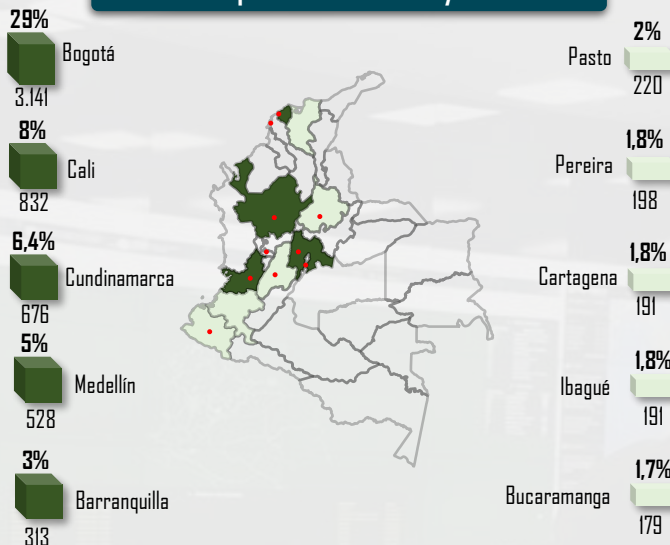 29%
Bogotá
3.141
8%
Cali
832
6,4%
Cundinamarca
676
5%
Medellín
528
3%
Barranquilla
313
2%
Pasto
220
1,8%
Pereira
198
1,8%
Cartagena
191
1,8%
Ibagué
191
1,7%
Bucaramanga
179